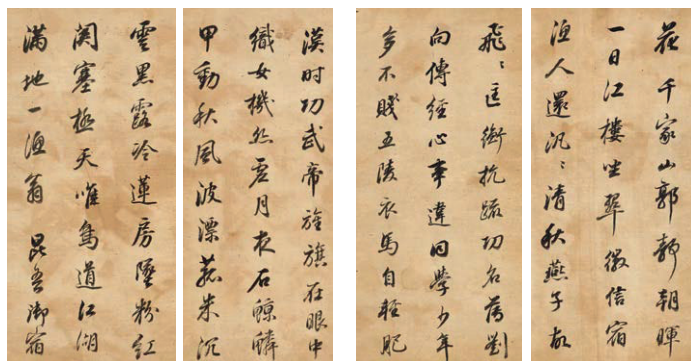 花千家山郭靜朝暉
一日江樓坐翠微信宿
漁人還汎〻清秋燕子故
飛〻匡衡抗疏功名薄劉
向傳經心事違同學少年
多不賤五陵衣馬自輕肥
漢時功武帝旌旗在眼中
織女機絲虛月夜石鯨鱗
甲動秋風波漂菰米沉
雲黑露冷蓮房墜粉紅
関塞極天唯鳥道江湖
滿地一漁翁 昆吾御宿